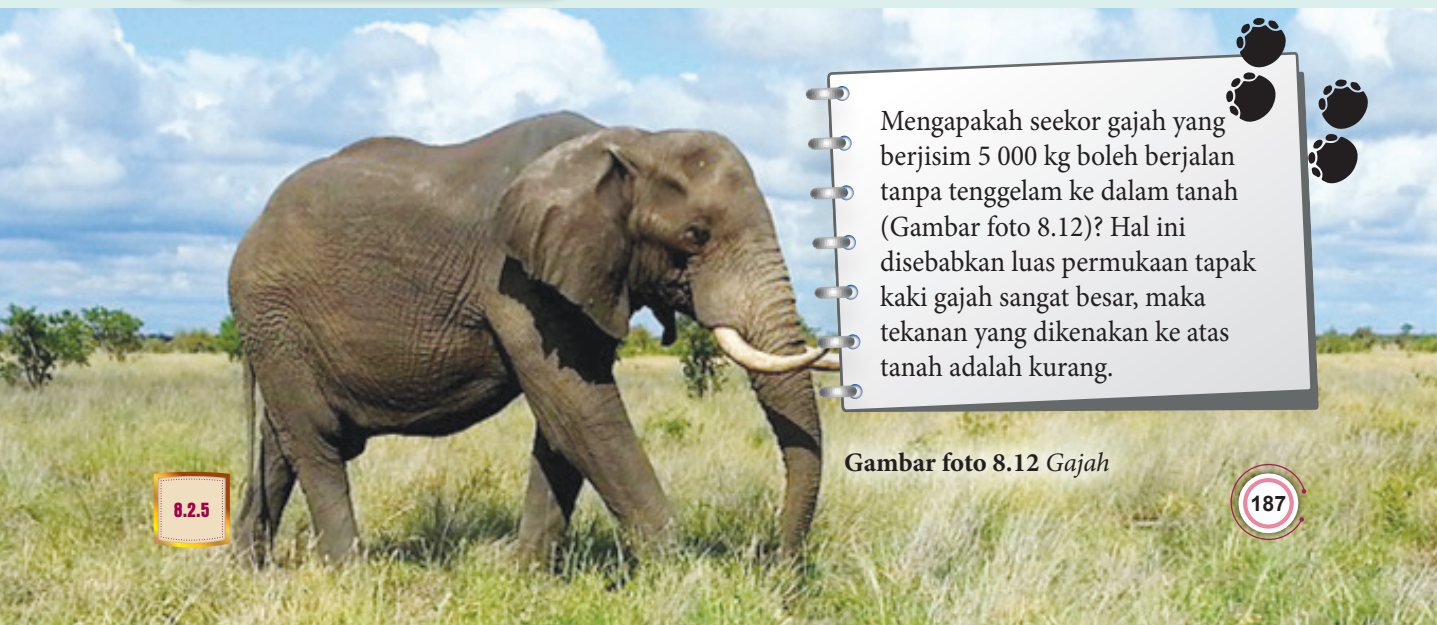 Mengapakah seekor gajah yang
berjisim 5 000 kg boleh berjalan
tanpa tenggelam ke dalam tanah
(Gambar foto 8.12)? Hal ini
disebabkan luas permukaan tapak
kaki gajah sangat besar, maka
tekanan yang dikenakan ke atas
tanah adalah kurang.
Gambar foto 8.12 Gajah
8.2.5
187